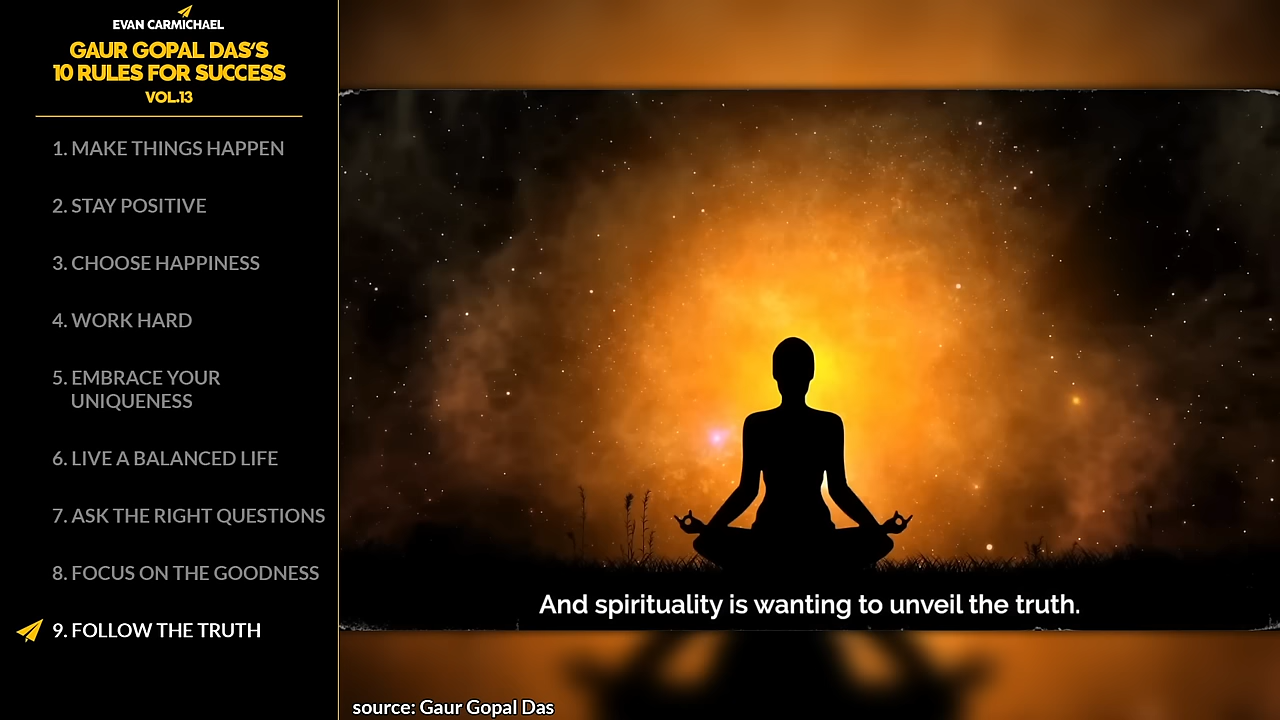 EVAN CARMICHAEL
GAUR GOPAL DAS'S
10 RULES FOR SUCCESS
VOL.13
1. MAKE THINGS HAPPEN
2. STAY POSITIVE
3. CHOOSE HAPPINESS
4. WORK HARD
5. EMBRACE YOUR
UNIQUENESS
6. LIVE A BALANCED LIFE
7. ASK THE RIGHT QUESTIONS
8. FOCUS ON THE GOODNESS
9. FOLLOW THE TRUTH
And spirituality is wanting to unveil the truth.
source: Gaur Gopal Das